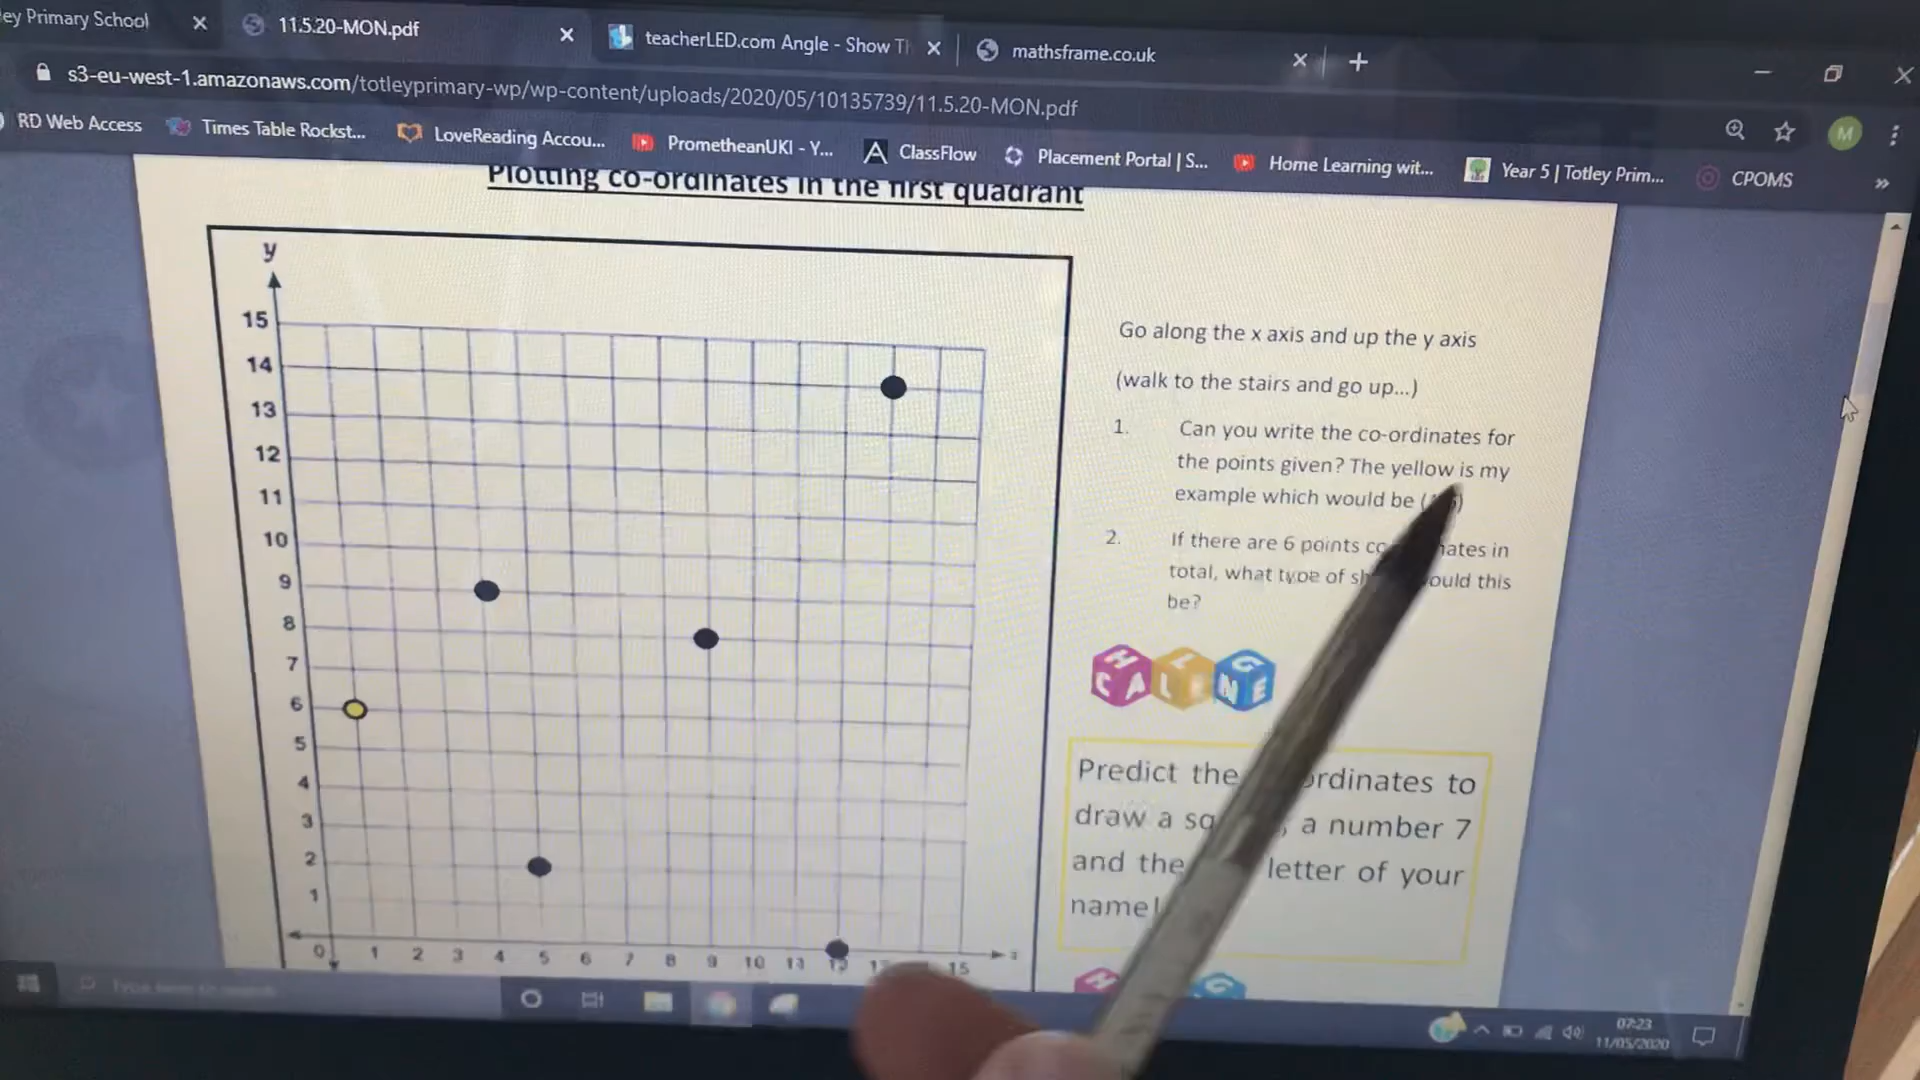 ey Primary School
11.5.20-MON.pdf
teacherLED.com Angle - Show Th
mathsframe.co.uk
s3-eu-west-1.amazonaws.com/totleyprimary-wp/wp-content/uploads/2020/05/10135739/11.5.20-MON.pdf
RD Web Access
Times Table Rockst...
LoveReading Accou...
PrometheanUKI - Y...
ClassFlow
Placement Portal | S...
Home Learning wit...
Year 5 | Totley Prim...
CPOMS
M
Plotting co-ordinates in the first quadrant
y
15
14
13
12
11
10
9
8
7
6
5
4
3
2
1
0 1 2 3 4 5 6 7 8 9 10 11 12 15
Go along the x axis and up the y axis
(walk to the stairs and go up...)
1. Can you write the co-ordinates for
the points given? The yellow is my
example which would be
2. If there are 6 points in
total, what type of would this
be?
H L G
C A L N E
Predict the ordinates to
draw a a number 7
and the letter of your
name!
H G
07:23
11/05/2020